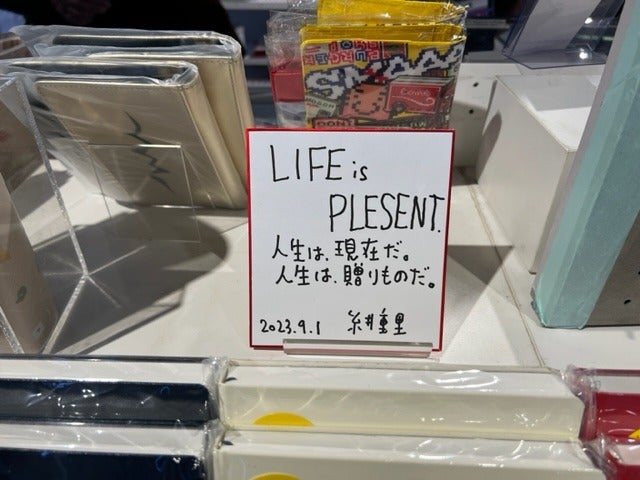 LIFE is
PLESENT.
人生は、現在だ。
人生は、贈りものだ。
2023.9.1 糸井重里